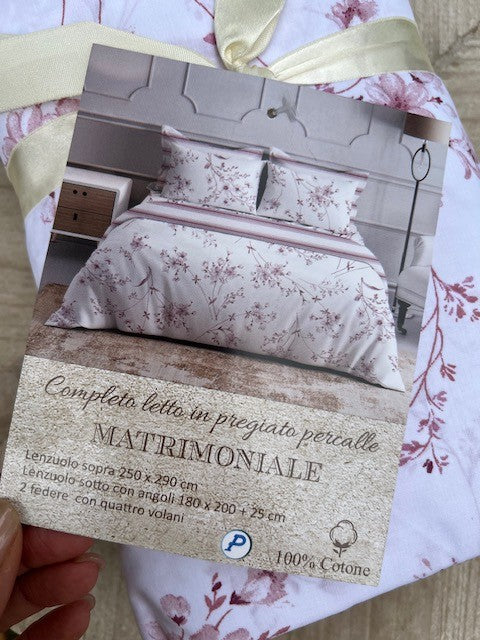 Completo letto in pregiato percalle
MATRIMONIALE
Lenzuolo sopra 250 x 290 cm
Lenzuolo sotto con angoli 180 x 200 + 25 cm
2 federe con quattro volani
P
100% Cotone